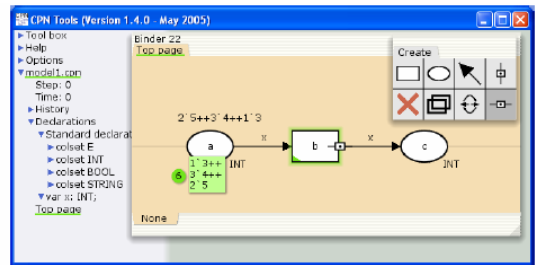 CPN Tools (Version 1.4.0 - May 2005)
Tool box
Help
Options
model1.cpn
Step: 0
Time: 0
History
Declarations
Standard declarat
colset E
colset INT
colset BOOL
colset STRING
var x: INT;
Top page
Binder 22
Top page
Create
2`5++3`4++1`3
a
x
b
x
c
INT
INT
6
1`3++
3`4++
2`5
None